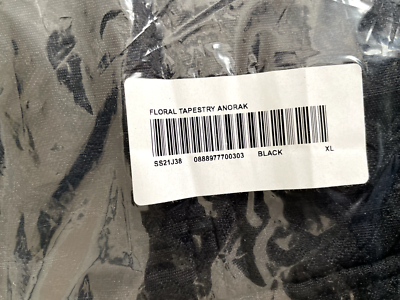 FLORAL TAPESTRY ANORAK
SS21J38 0888977700303 BLACK XL